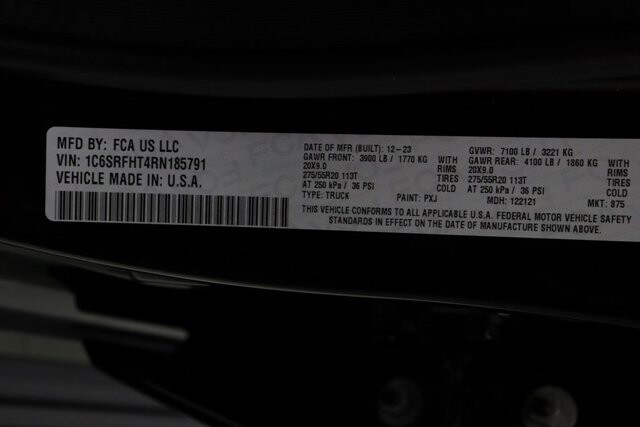 MFD BY: FCA US LLC
VIN: 1C6SRFHT4RN185791
VEHICLE MADE IN: U.S.A.
DATE OF MFR (BUILT): 12-23 GVWR: 7100 LB / 3221 KG
GAWR FRONT: 3900 LB / 1770 KG WITH GAWR REAR: 4100 LB / 1860 KG WITH
20X9.0 RIMS 20X9.0 RIMS
275/55R20 113T TIRES 275/55R20 113T TIRES
AT 250 kPa / 36 PSI COLD AT 250 kPa / 36 PSI COLD
TYPE: TRUCK PAINT: PXJ MDH: 122121 MKT: 875
THIS VEHICLE CONFORMS TO ALL APPLICABLE U.S.A. FEDERAL MOTOR VEHICLE SAFETY
STANDARDS IN EFFECT ON THE DATE OF MANUFACTURE SHOWN ABOVE.